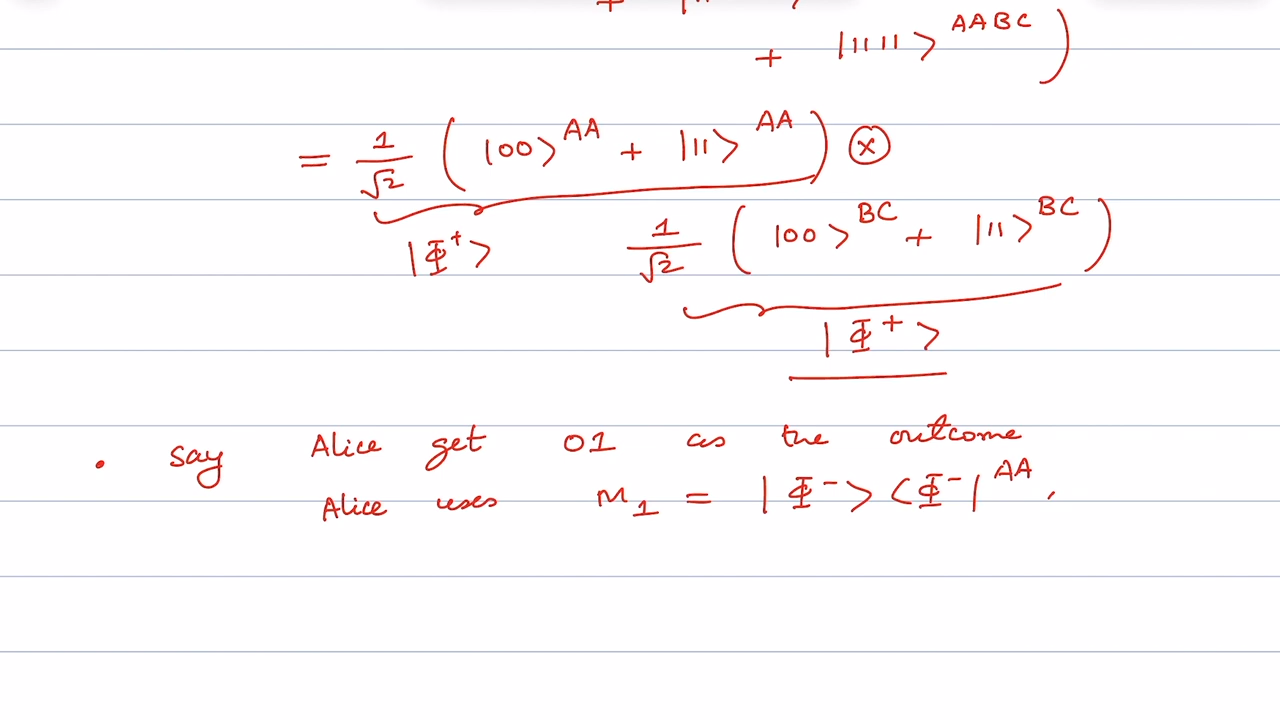 + |11
+ |1111>^{AABC} )
= 1/√2 ( |00>^{AA} + |11>^{AA} ) ⊗
|Φ^+> 1/√2 ( |00>^{BC} + |11>^{BC} )
|Φ^+>
• say Alice get 01 as the outcome
Alice uses M_1 = |Φ^-> <Φ^-|^{AA} .